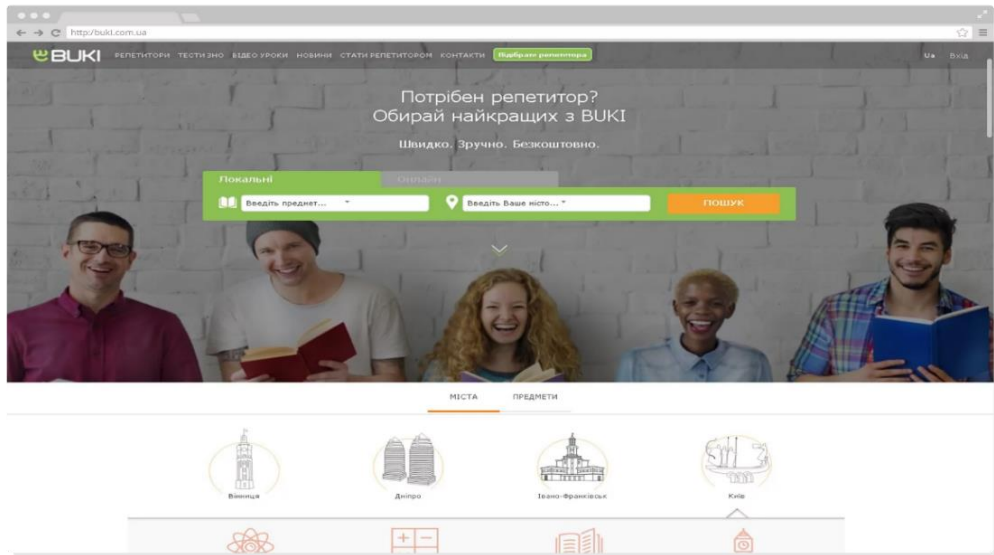 http:/buki.com.ua
BUKI РЕПЕТИТОРИ ТЕСТИ ЗНО ВІДЕО УРОКИ НОВИНИ СТАТИ РЕПЕТИТОРОМ КОНТАКТИ Підібрати репетитора Ua Вхід
Потрібен репетитор?
Обирай найкращих з BUKI
Швидко. Зручно. Безкоштовно.
Локальні Онлайн
Введіть предмет... Введіть Ваше місто... ПОШУК
МІСТА ПРЕДМЕТИ
Вінниця Дніпро Івано-Франківськ Київ